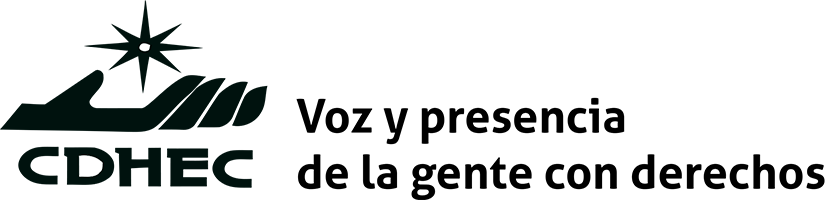 CDHEC
Voz y presencia
de la gente con derechos